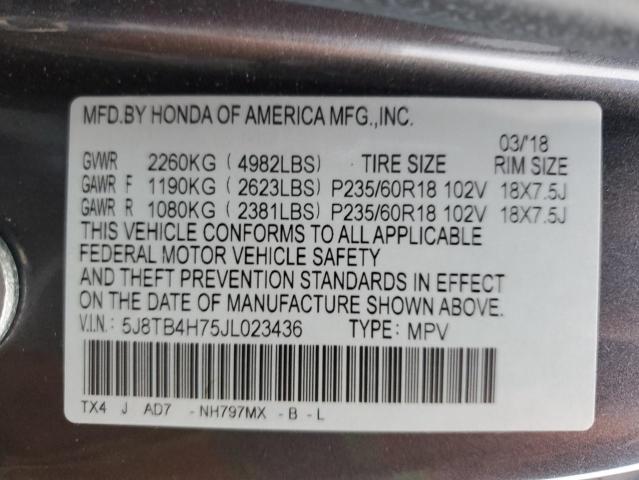 MFD.BY HONDA OF AMERICA MFG.,INC.
03/'18
GVWR 2260KG ( 4982LBS) TIRE SIZE RIM SIZE
GAWR F 1190KG ( 2623LBS) P235/60R18 102V 18X7.5J
GAWR R 1080KG ( 2381LBS) P235/60R18 102V 18X7.5J
THIS VEHICLE CONFORMS TO ALL APPLICABLE
FEDERAL MOTOR VEHICLE SAFETY
AND THEFT PREVENTION STANDARDS IN EFFECT
ON THE DATE OF MANUFACTURE SHOWN ABOVE.
V.I.N.: 5J8TB4H75JL023436 TYPE: MPV
TX4 J AD7 -NH797MX -B -L